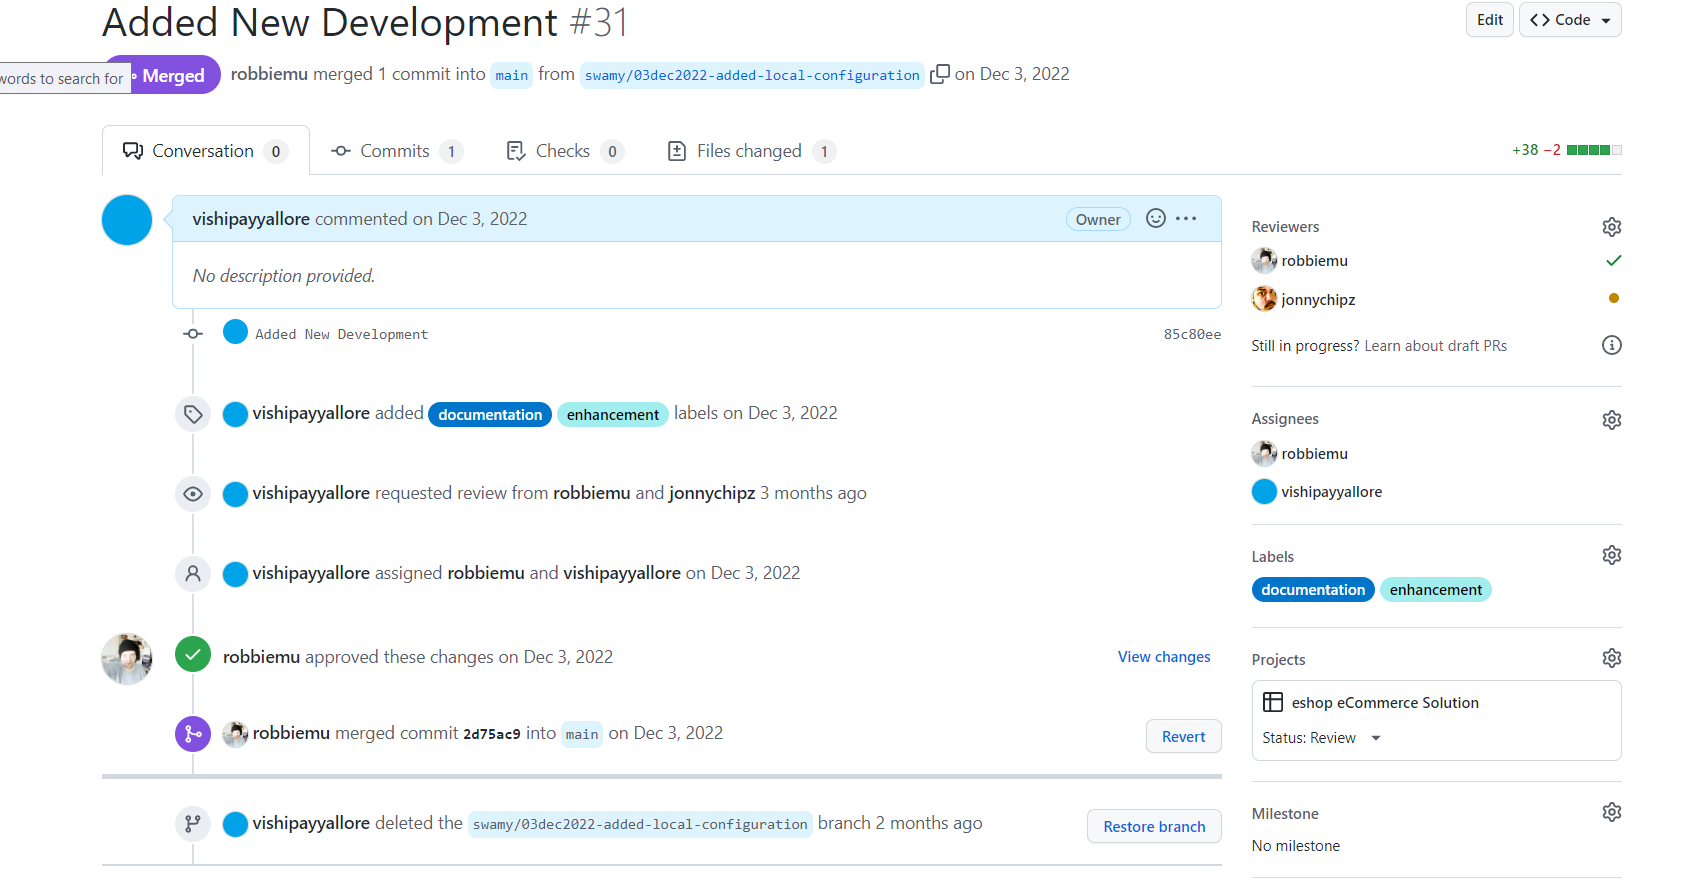 Added New Development #31
Edit
Code
words to search for
Merged
robbiemu merged 1 commit into main from swamy/03dec2022-added-local-configuration on Dec 3, 2022
Conversation 0
Commits 1
Checks 0
Files changed 1
+38 −2
vishipayyallore commented on Dec 3, 2022
Owner
No description provided.
Added New Development
85c80ee
vishipayyallore added documentation enhancement labels on Dec 3, 2022
vishipayyallore requested review from robbiemu and jonnychipz 3 months ago
vishipayyallore assigned robbiemu and vishipayyallore on Dec 3, 2022
robbiemu approved these changes on Dec 3, 2022
View changes
robbiemu merged commit 2d75ac9 into main on Dec 3, 2022
Revert
vishipayyallore deleted the swamy/03dec2022-added-local-configuration branch 2 months ago
Restore branch
Reviewers
robbiemu
jonnychipz
Still in progress? Learn about draft PRs
Assignees
robbiemu
vishipayyallore
Labels
documentation enhancement
Projects
eshop eCommerce Solution
Status: Review
Milestone
No milestone